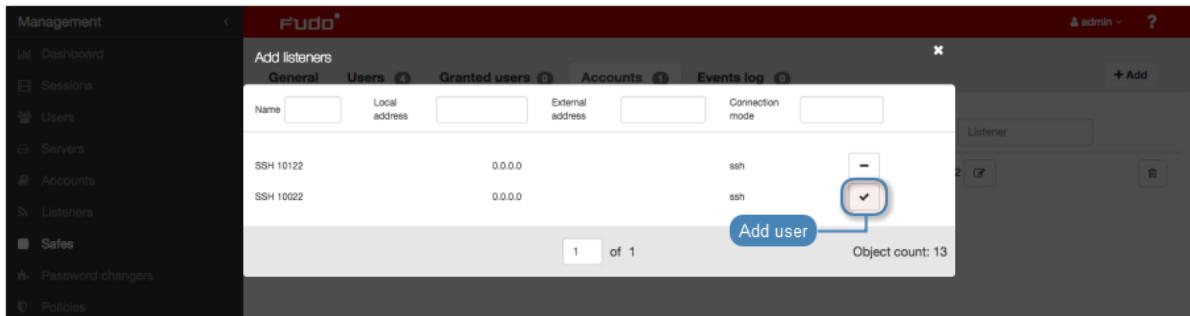 Management <
Fudo
admin
?
Dashboard
Sessions
Users
Servers
Accounts
Listeners
Safes
Password changers
Policies
Add listeners
✖
General Users 4 Granted users 0 Accounts 1 Events log 0
+ Add
Name Local address External address Connection mode
Listener
SSH 10122 0.0.0.0 ssh −
2
SSH 10022 0.0.0.0 ssh ✔
Add user
1 of 1 Object count: 13